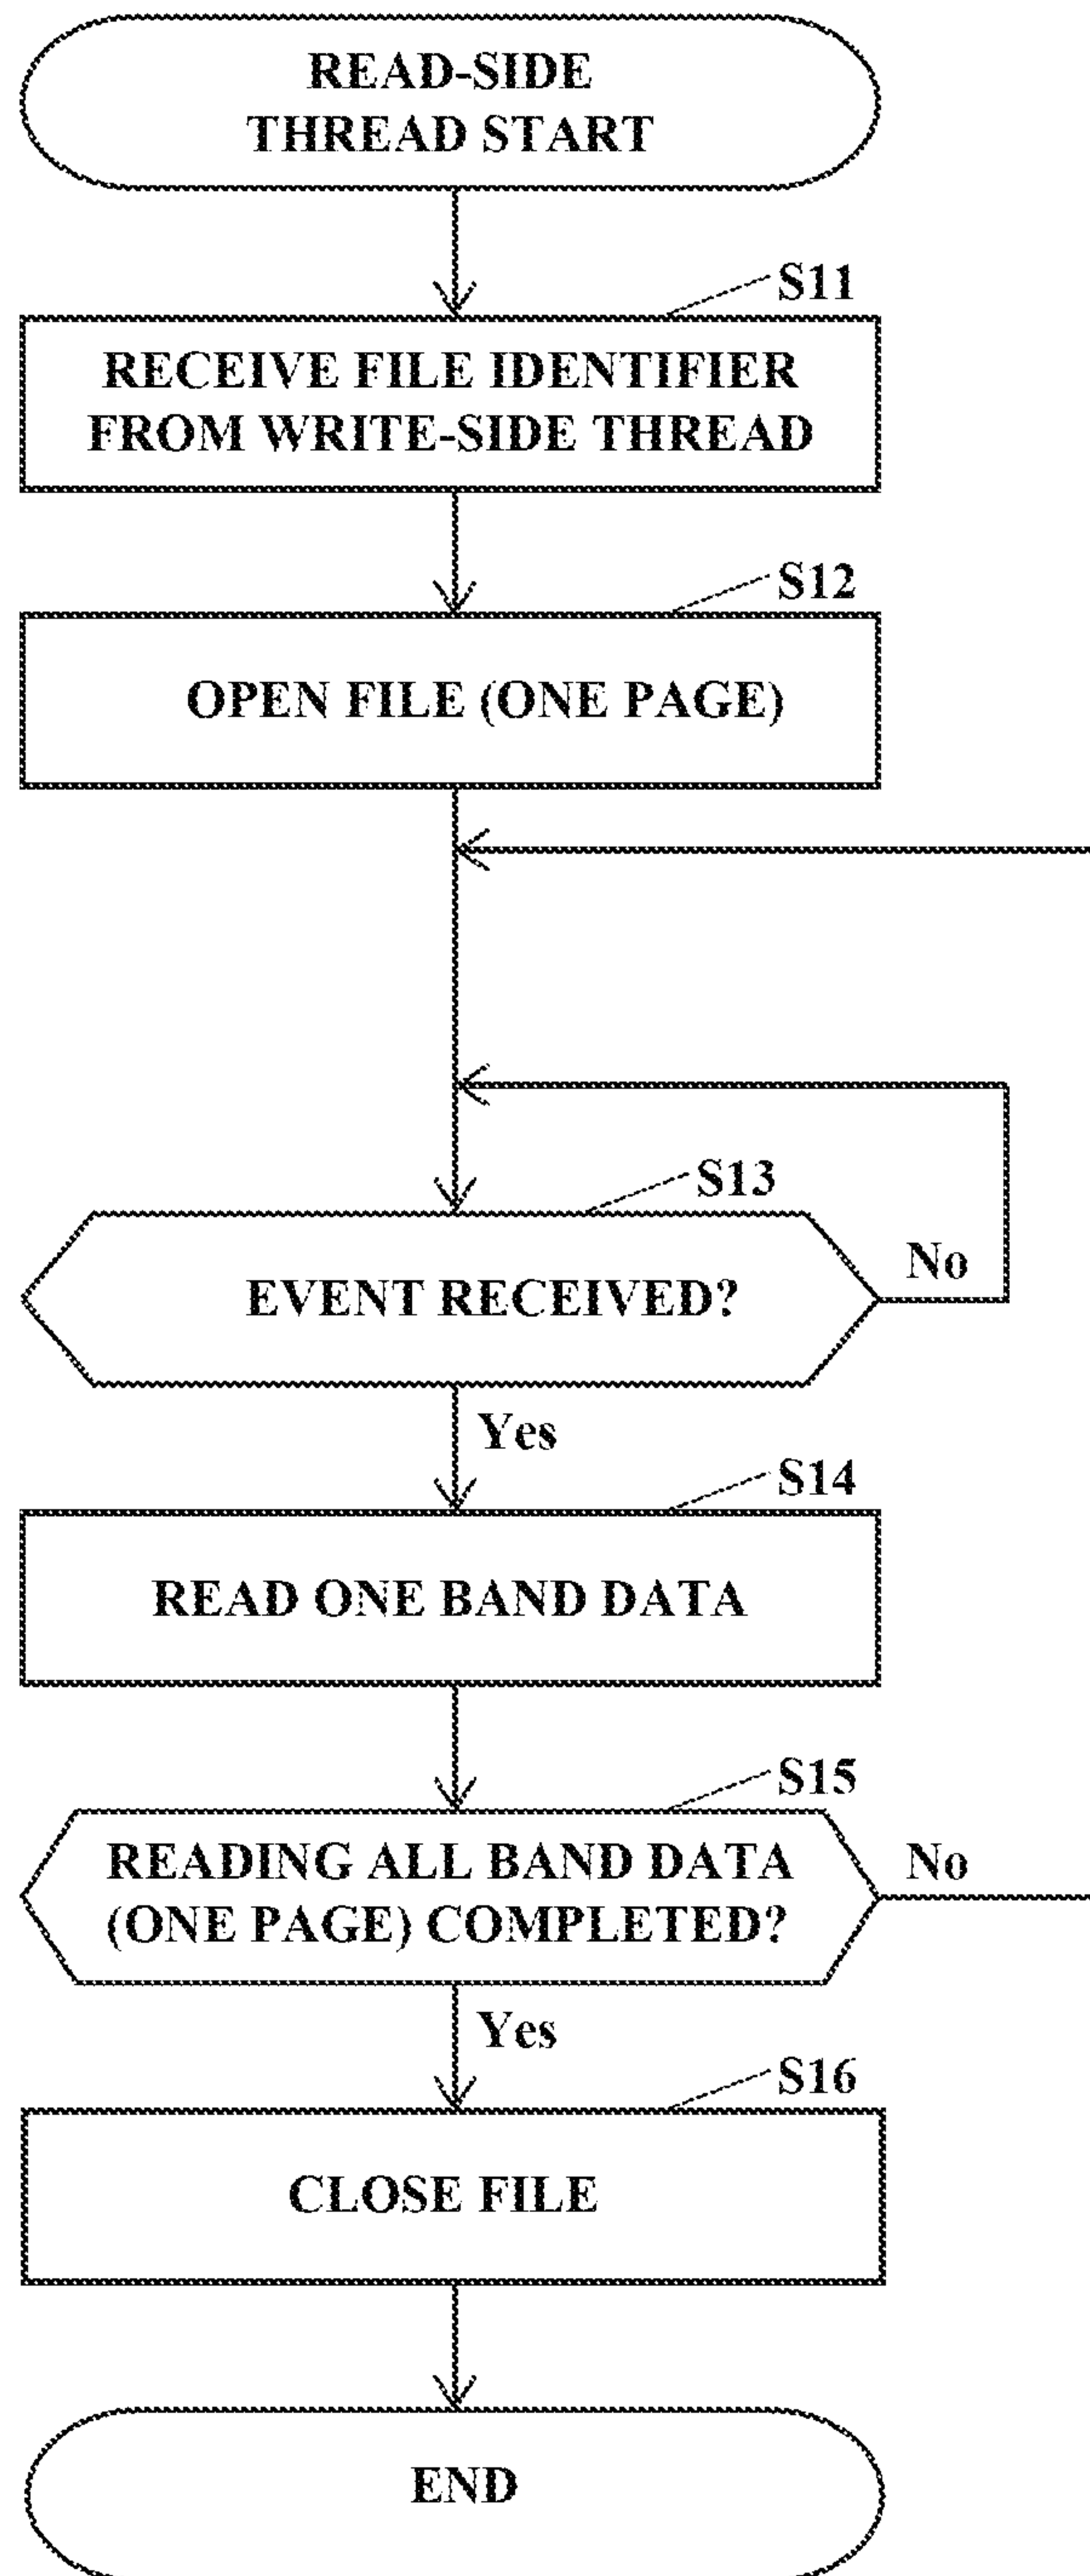 READ-SIDE
THREAD START
S11
RECEIVE FILE IDENTIFIER
FROM WRITE-SIDE THREAD
S12
OPEN FILE (ONE PAGE)
S13
EVENT RECEIVED?
No
Yes
S14
READ ONE BAND DATA
S15
READING ALL BAND DATA
(ONE PAGE) COMPLETED?
No
Yes
S16
CLOSE FILE
END